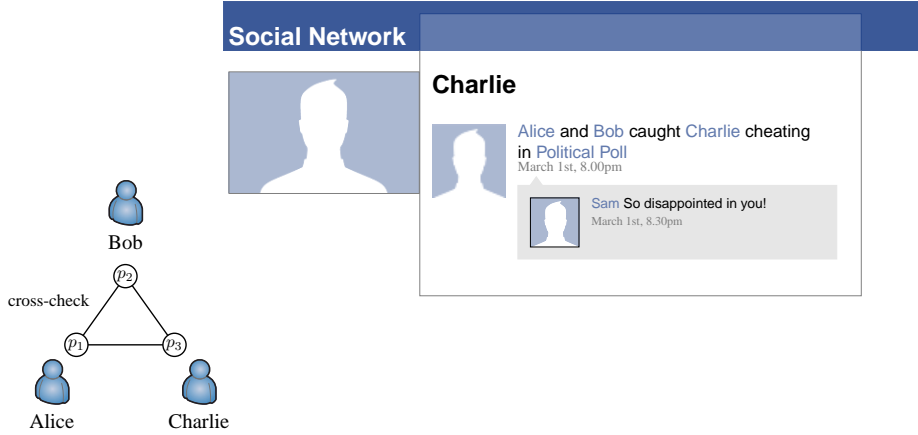 Social Network
Charlie
Alice and Bob caught Charlie cheating
in Political Poll
March 1st, 8.00pm
Sam So disappointed in you!
March 1st, 8.30pm
Bob
p2
cross-check
p1
p3
Alice
Charlie